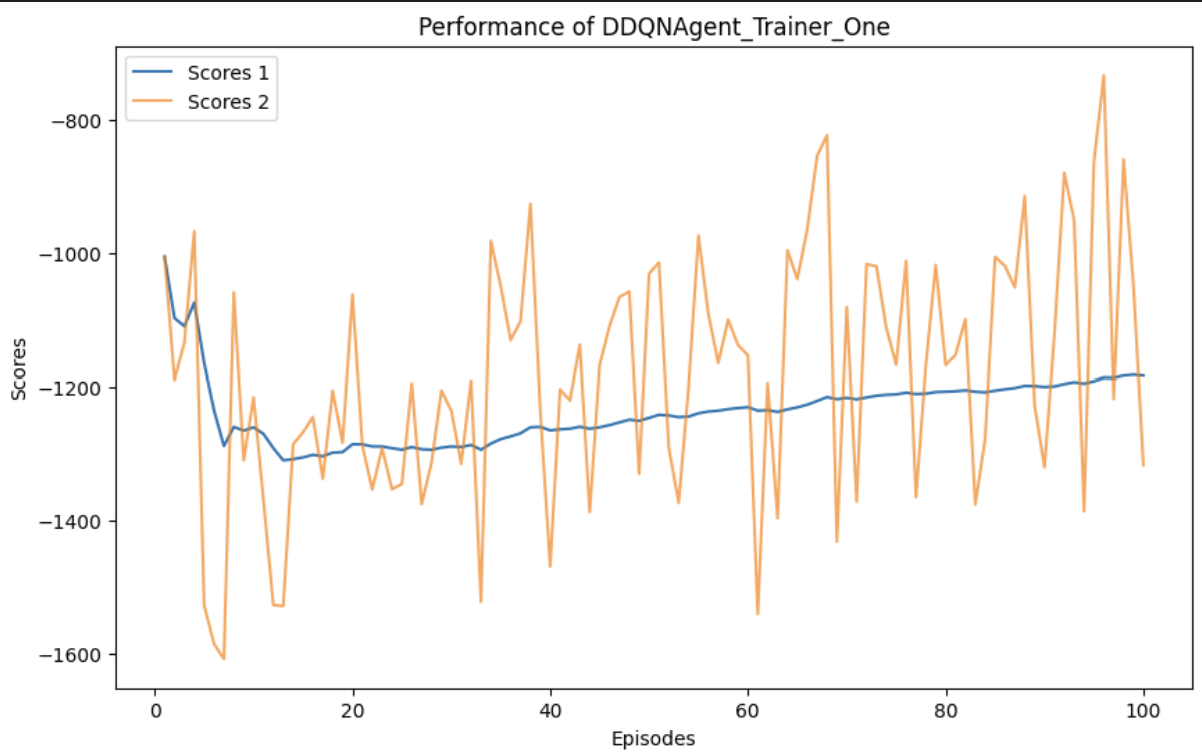 Performance of DDQNAgent_Trainer_One
Scores 1
Scores 2
−800
−1000
−1200
−1400
−1600
Scores
0 20 40 60 80 100
Episodes